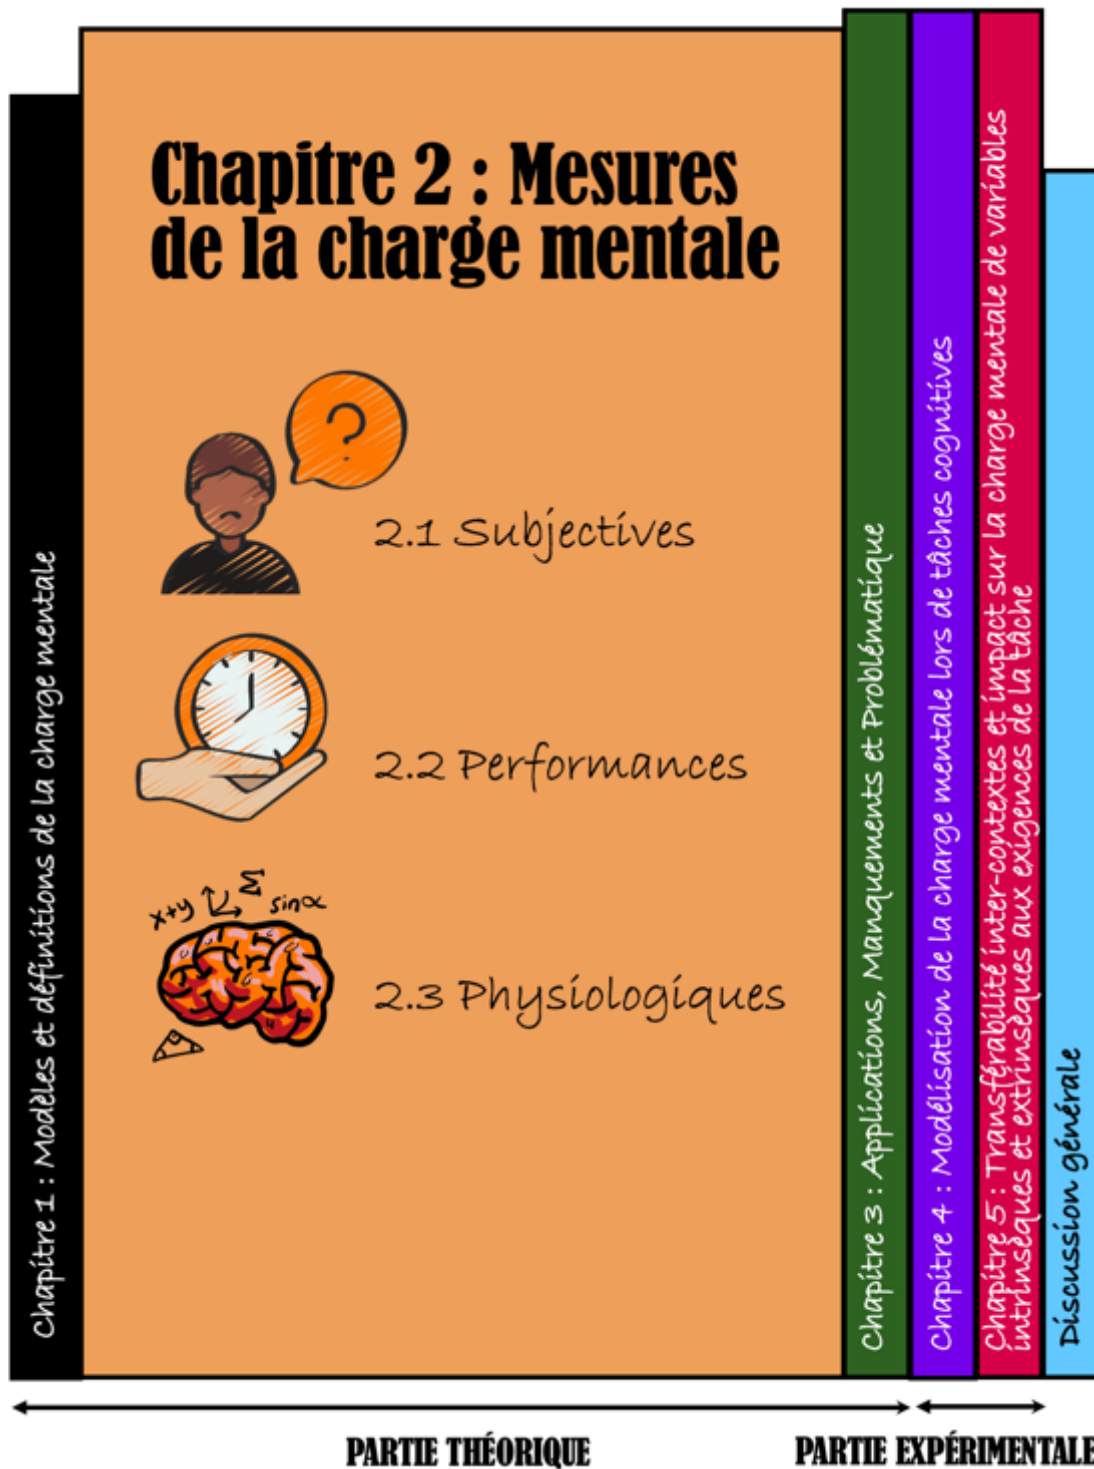 Chapitre 1 : Modèles et définitions de la charge mentale
Chapitre 2 : Mesures
de la charge mentale
?
2.1 Subjectives
2.2 Performances
x+y
Σ
sinα
2.3 Physiologiques
Chapitre 3 : Applications, Manquements et Problématique
Chapitre 4 : Modélisation de la charge mentale lors de tâches cognitives
Chapitre 5 : Transférabilité inter-contextes et impact sur la charge mentale de variables
intrinsèques et extrinsèques aux exigences de la tâche
Discussion générale
PARTIE THÉORIQUE
PARTIE EXPÉRIMENTALE